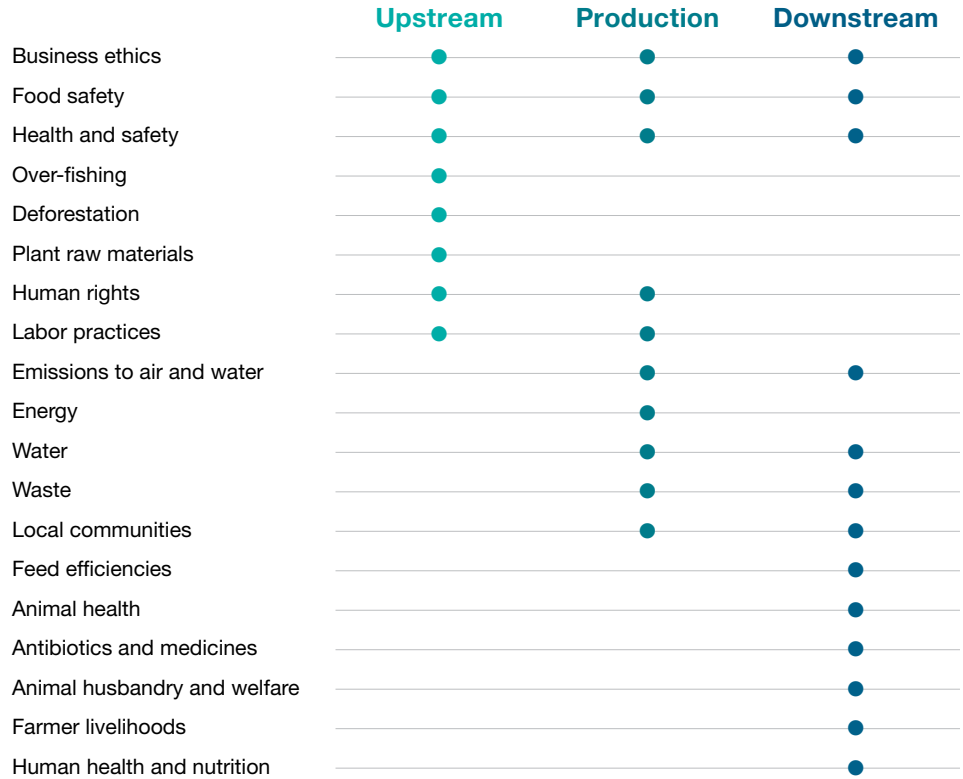 Upstream Production Downstream
Business ethics
Food safety
Health and safety
Over-fishing
Deforestation
Plant raw materials
Human rights
Labor practices
Emissions to air and water
Energy
Water
Waste
Local communities
Feed efficiencies
Animal health
Antibiotics and medicines
Animal husbandry and welfare
Farmer livelihoods
Human health and nutrition